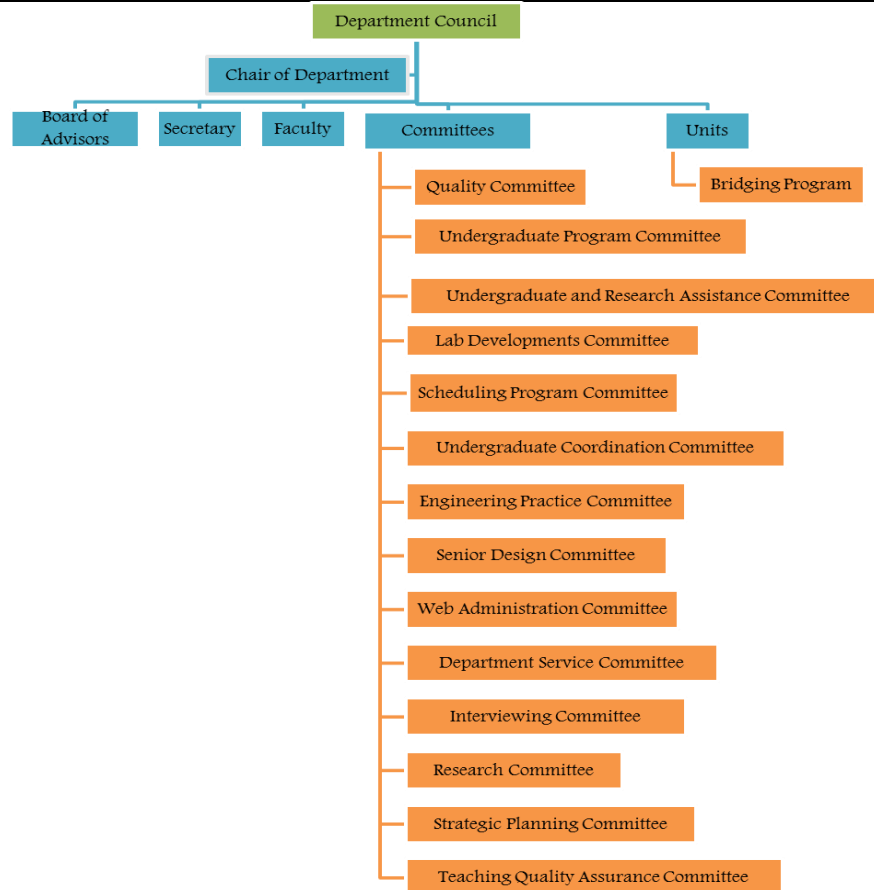 Department Council
Chair of Department
Board of
Advisors
Secretary
Faculty
Committees
Units
Quality Committee
Bridging Program
Undergraduate Program Committee
Undergraduate and Research Assistance Committee
Lab Developments Committee
Scheduling Program Committee
Undergraduate Coordination Committee
Engineering Practice Committee
Senior Design Committee
Web Administration Committee
Department Service Committee
Interviewing Committee
Research Committee
Strategic Planning Committee
Teaching Quality Assurance Committee